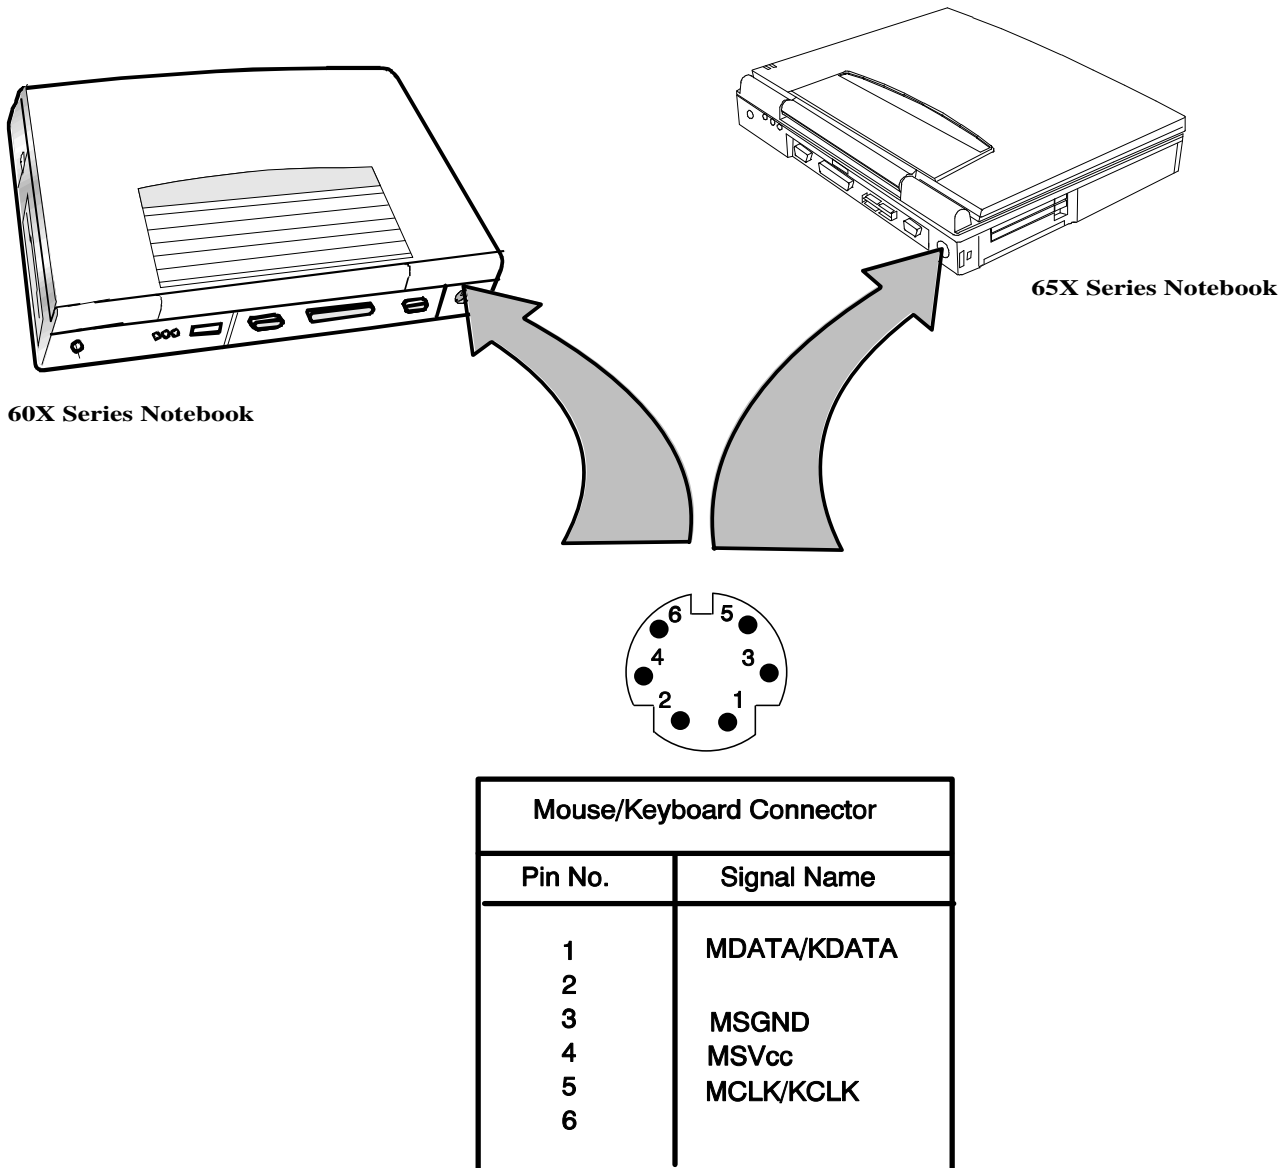 65X Series Notebook
60X Series Notebook
6 5
4 3
2 1
Mouse/Keyboard Connector
Pin No. Signal Name
1 MDATA/KDATA
2
3 MSGND
4 MSVcc
5 MCLK/KCLK
6